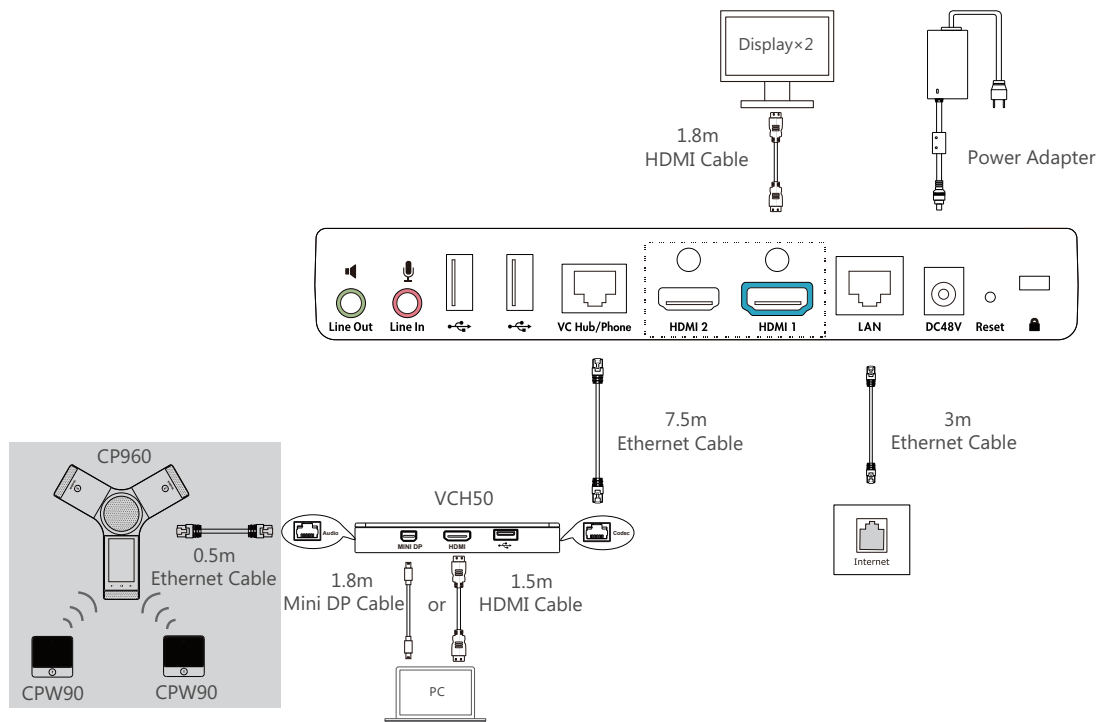 Display×2
1.8m
HDMI Cable
Power Adapter
Line Out
Line In
VC Hub/Phone
HDMI 2
HDMI 1
LAN
DC48V
Reset
7.5m
Ethernet Cable
3m
Ethernet Cable
CP960
VCH50
Audio
MINI DP
HDMI
Codec
Internet
0.5m
Ethernet Cable
1.8m
Mini DP Cable
or
1.5m
HDMI Cable
CPW90
CPW90
PC